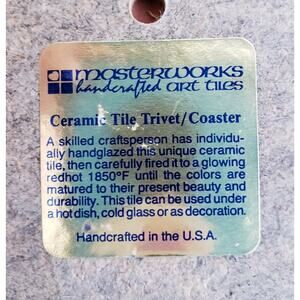 masterworks
handcrafted art tiles
Ceramic Tile Trivet/Coaster
A skilled craftsperson has individu-
ally handglazed this unique ceramic
tile, then carefully fired it to a glowing
redhot 1850°F until the colors are
matured to their present beauty and
durability. This tile can be used under
a hot dish, cold glass or as decoration.
Handcrafted in the U.S.A.